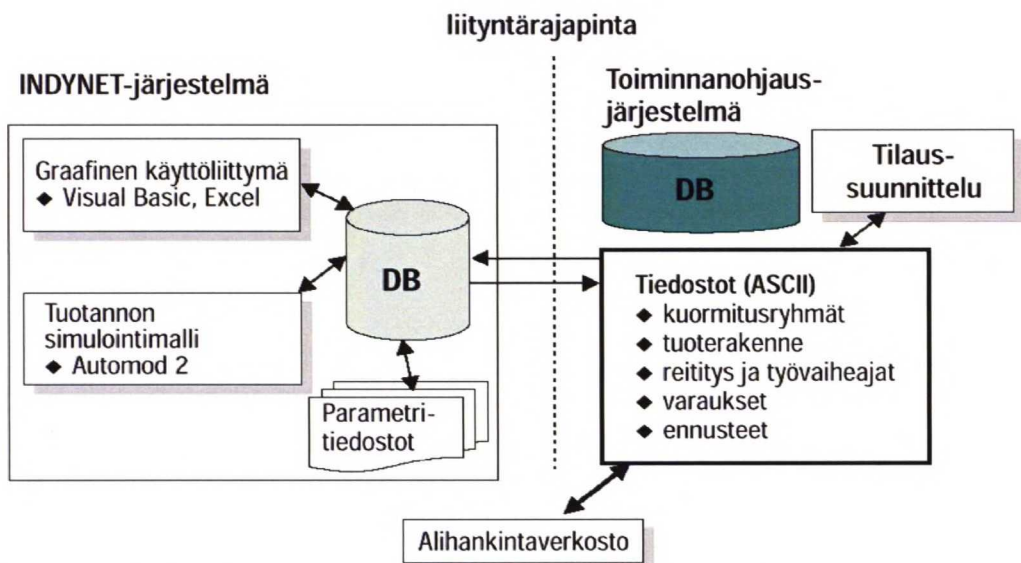 liityntärajapinta
INDYNET-järjestelmä
Graafinen käyttöliittymä
◆ Visual Basic, Excel
Tuotannon
simulointimalli
◆ Automod 2
DB
Parametri-
tiedostot
Toiminnanohjaus-
järjestelmä
DB
Tilaus-
suunnittelu
Tiedostot (ASCII)
◆ kuormitusryhmät
◆ tuoterakenne
◆ reititys ja työvaiheajat
◆ varaukset
◆ ennusteet
Alihankintaverkosto